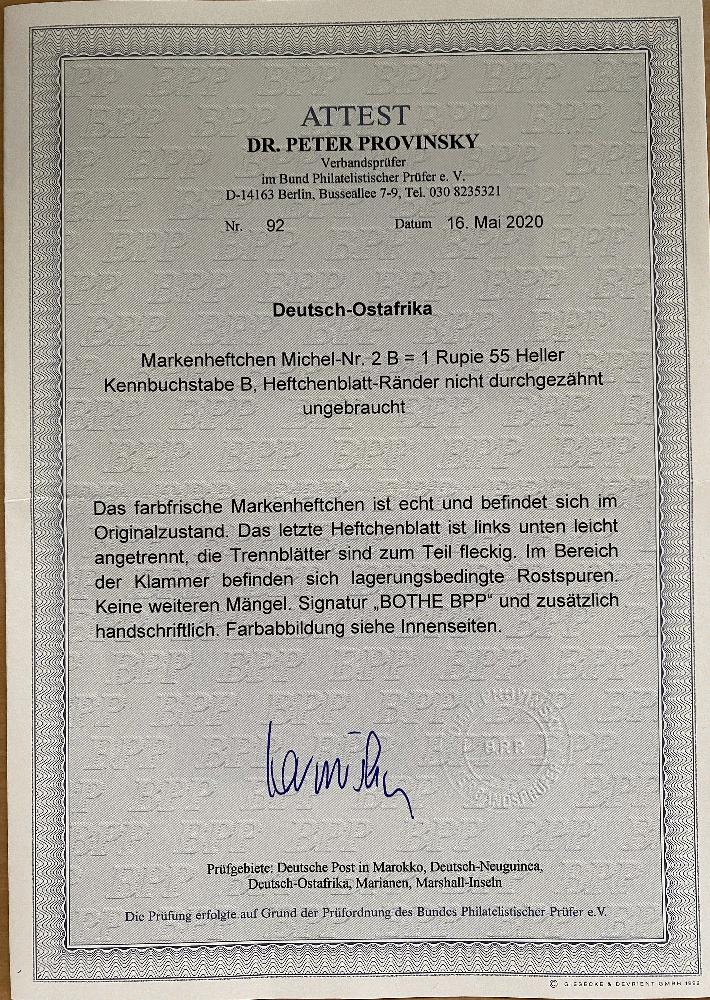 ATTEST
DR. PETER PROVINSKY
Verbandsprüfer
im Bund Philatelistischer Prüfer e. V.
D-14163 Berlin, Busseallee 7-9, Tel. 030 8235321
Nr. 92 Datum 16. Mai 2020
Deutsch-Ostafrika
Markenheftchen Michel-Nr. 2 B = 1 Rupie 55 Heller
Kennbuchstabe B, Heftchenblatt-Ränder nicht durchgezähnt
ungebraucht
Das farbfrische Markenheftchen ist echt und befindet sich im
Originalzustand. Das letzte Heftchenblatt ist links unten leicht
angetrennt, die Trennblätter sind zum Teil fleckig. Im Bereich
der Klammer befinden sich lagerungsbedingte Rostspuren.
Keine weiteren Mängel. Signatur „BOTHE BPP“ und zusätzlich
handschriftlich. Farbabbildung siehe Innenseiten.
Prüfgebiete: Deutsche Post in Marokko, Deutsch-Neuguinea,
Deutsch-Ostafrika, Marianen, Marshall-Inseln
Die Prüfung erfolgte auf Grund der Prüfordnung des Bundes Philatelistischer Prüfer e.V.
© GIESECKE & DEVRIENT GMBH